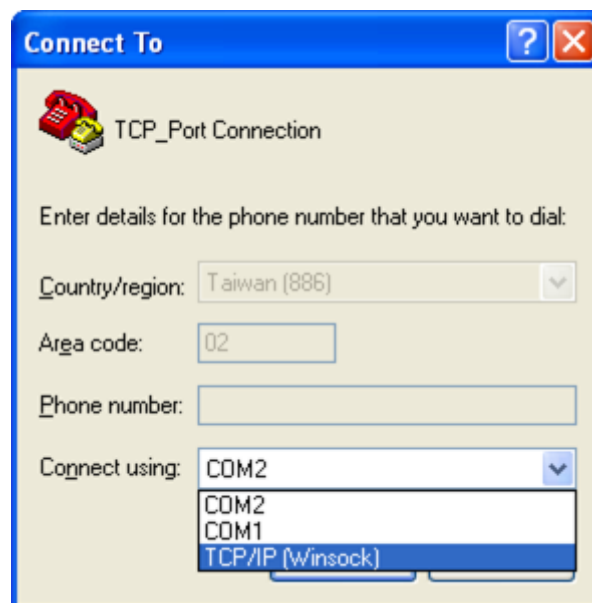 Connect To
?
TCP_Port Connection
Enter details for the phone number that you want to dial:
Country/region: Taiwan (886)
Area code: 02
Phone number:
Connect using: COM2
COM2
COM1
TCP/IP (Winsock)